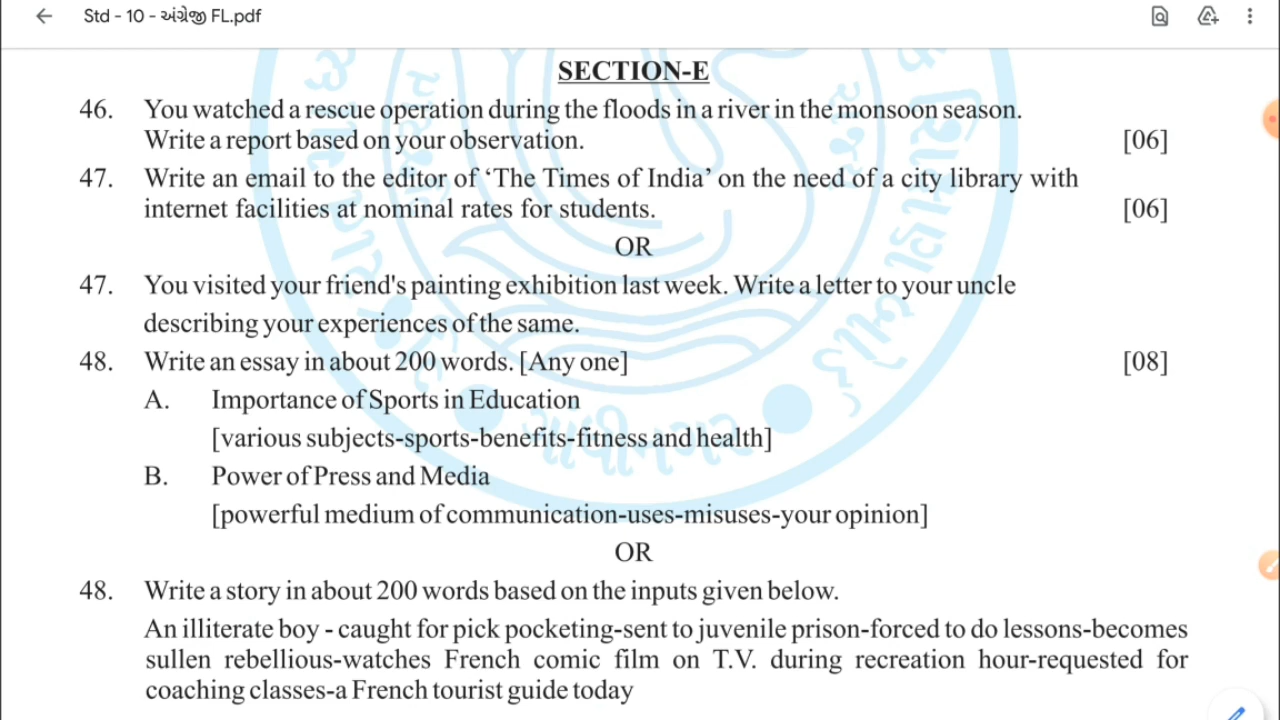 Std - 10 - અંગ્રેજી FL.pdf
SECTION-E
46. You watched a rescue operation during the floods in a river in the monsoon season.
Write a report based on your observation. [06]
47. Write an email to the editor of ‘The Times of India’ on the need of a city library with
internet facilities at nominal rates for students. [06]
OR
47. You visited your friend's painting exhibition last week. Write a letter to your uncle
describing your experiences of the same.
48. Write an essay in about 200 words. [Any one] [08]
A. Importance of Sports in Education
[various subjects-sports-benefits-fitness and health]
B. Power of Press and Media
[powerful medium of communication-uses-misuses-your opinion]
OR
48. Write a story in about 200 words based on the inputs given below.
An illiterate boy - caught for pick pocketing-sent to juvenile prison-forced to do lessons-becomes
sullen rebellious-watches French comic film on T.V. during recreation hour-requested for
coaching classes-a French tourist guide today
ગાંધીનગર